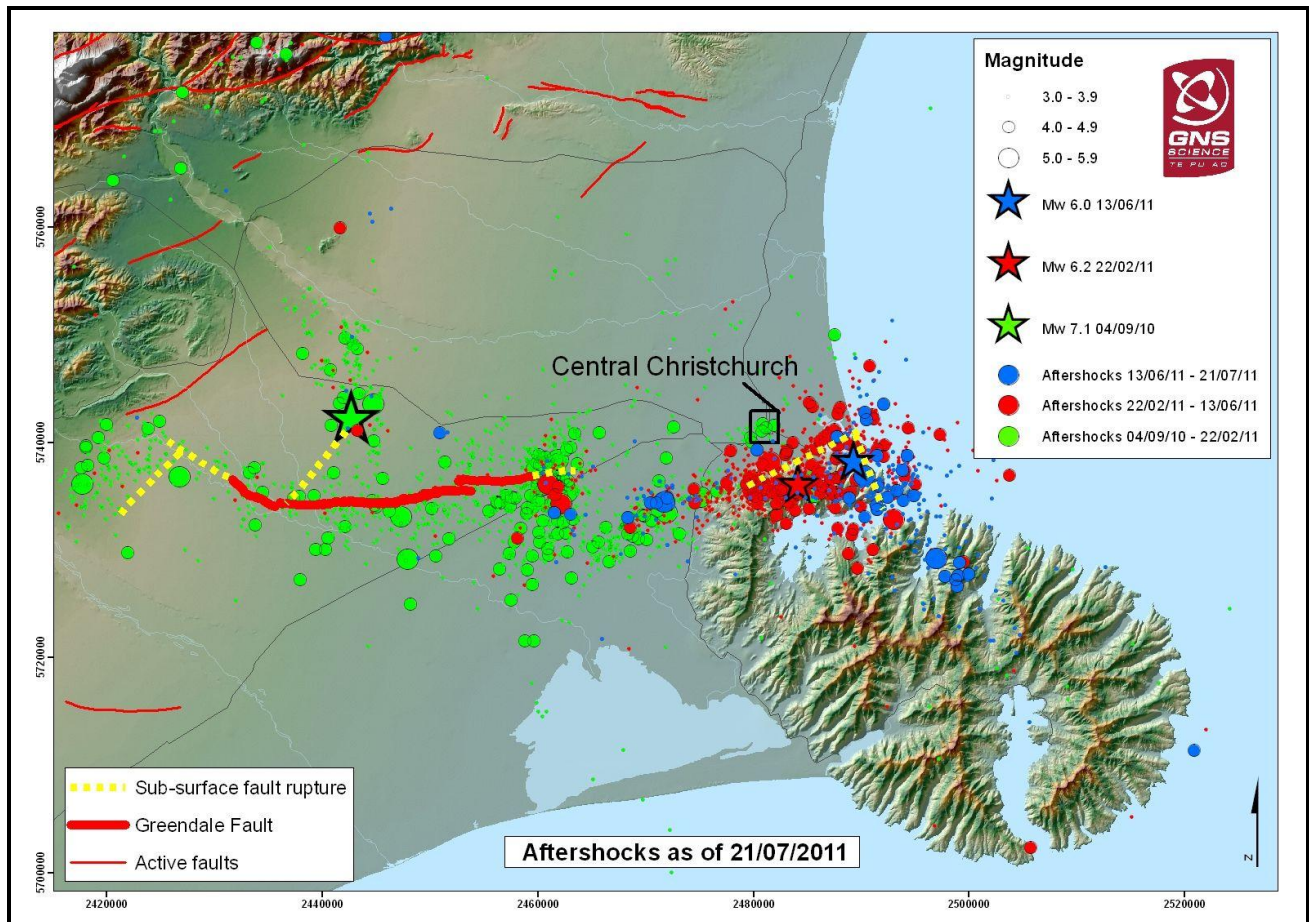 Magnitude
3.0 - 3.9
4.0 - 4.9
5.0 - 5.9
GNS
SCIENCE
TE PU AO
Mw 6.0 13/06/11
Mw 6.2 22/02/11
Mw 7.1 04/09/10
Aftershocks 13/06/11 - 21/07/11
Aftershocks 22/02/11 - 13/06/11
Aftershocks 04/09/10 - 22/02/11
Central Christchurch
5760000
5740000
5720000
5700000
Sub-surface fault rupture
Greendale Fault
Active faults
Aftershocks as of 21/07/2011
N
2420000
2440000
2460000
2480000
2500000
2520000